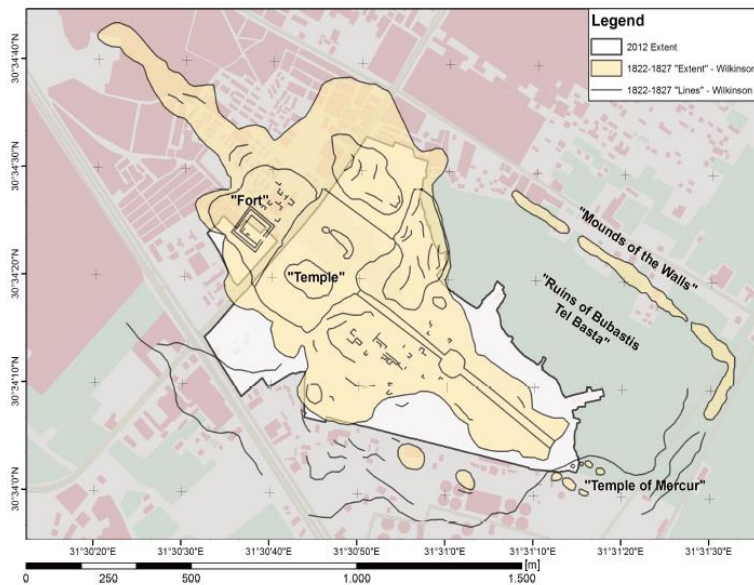 Legend
2012 Extent
1822-1827 "Extent" - Wilkinson
1822-1827 "Lines" - Wilkinson
30°34'40"N
30°34'30"N
30°34'20"N
30°34'10"N
30°34'0"N
"Fort"
"Temple"
"Mounds of the Walls"
"Ruins of Bubastis
Tel Basta"
"Temple of Mercur"
31°30'20"E
31°30'30"E
31°30'40"E
31°30'50"E
31°31'0"E
31°31'10"E
31°31'20"E
31°31'30"E
[m]
0
250
500
1.000
1.500